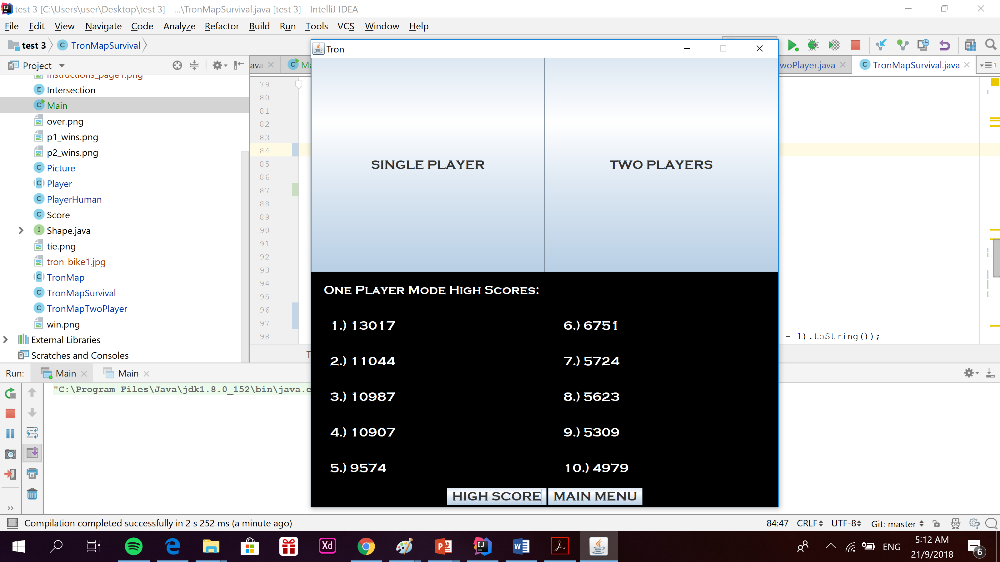 test 3 [C:\Users\user\Desktop\test 3] - ...\TronMapSurvival.java [test 3] - IntelliJ IDEA
File Edit View Navigate Code Analyze Refactor Build Run Tools VCS Window Help
test 3 TronMapSurvival
Project
ava
TwoPlayer.java
TronMapSurvival.java
1
instructions_page1.png
Intersection
Main
over.png
p1_wins.png
p2_wins.png
Picture
Player
PlayerHuman
Score
Shape.java
tie.png
tron_bike1.jpg
TronMap
TronMapSurvival
TronMapTwoPlayer
win.png
External Libraries
Scratches and Consoles
79
80
81
82
83
84
85
86
87
88
89
90
91
92
93
94
95
96
97
98
- 1).toString());
Tron
SINGLE PLAYER
TWO PLAYERS
One Player Mode High Scores:
1.) 13017
2.) 11044
3.) 10987
4.) 10907
5.) 9574
6.) 6751
7.) 5724
8.) 5623
9.) 5309
10.) 4979
HIGH SCORE
MAIN MENU
Run: Main Main
"C:\Program Files\Java\jdk1.8.0_152\bin\java.e
Compilation completed successfully in 2 s 252 ms (a minute ago)
84:47 CRLF UTF-8 Git: master
Xd
ENG
5:12 AM
21/9/2018
6